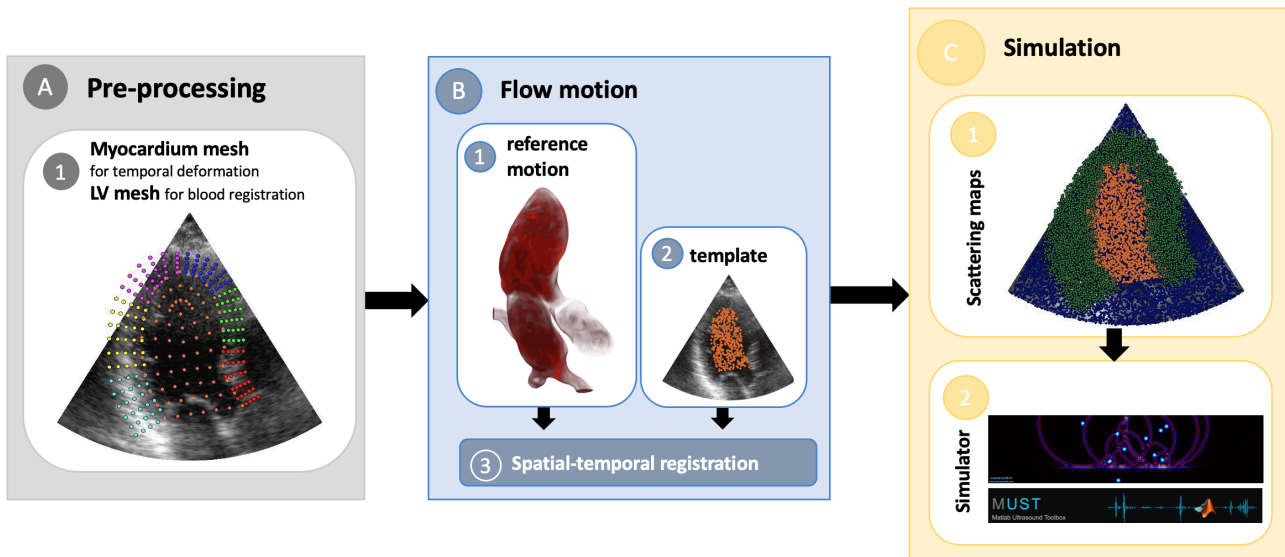 A
Pre-processing
1
Myocardium mesh
for temporal deformation
LV mesh for blood registration
B
Flow motion
1
reference
motion
2
template
3
Spatial-temporal registration
C
Simulation
1
Scattering maps
2
Simulator
MUST
Matlab Ultrasound Toolbox